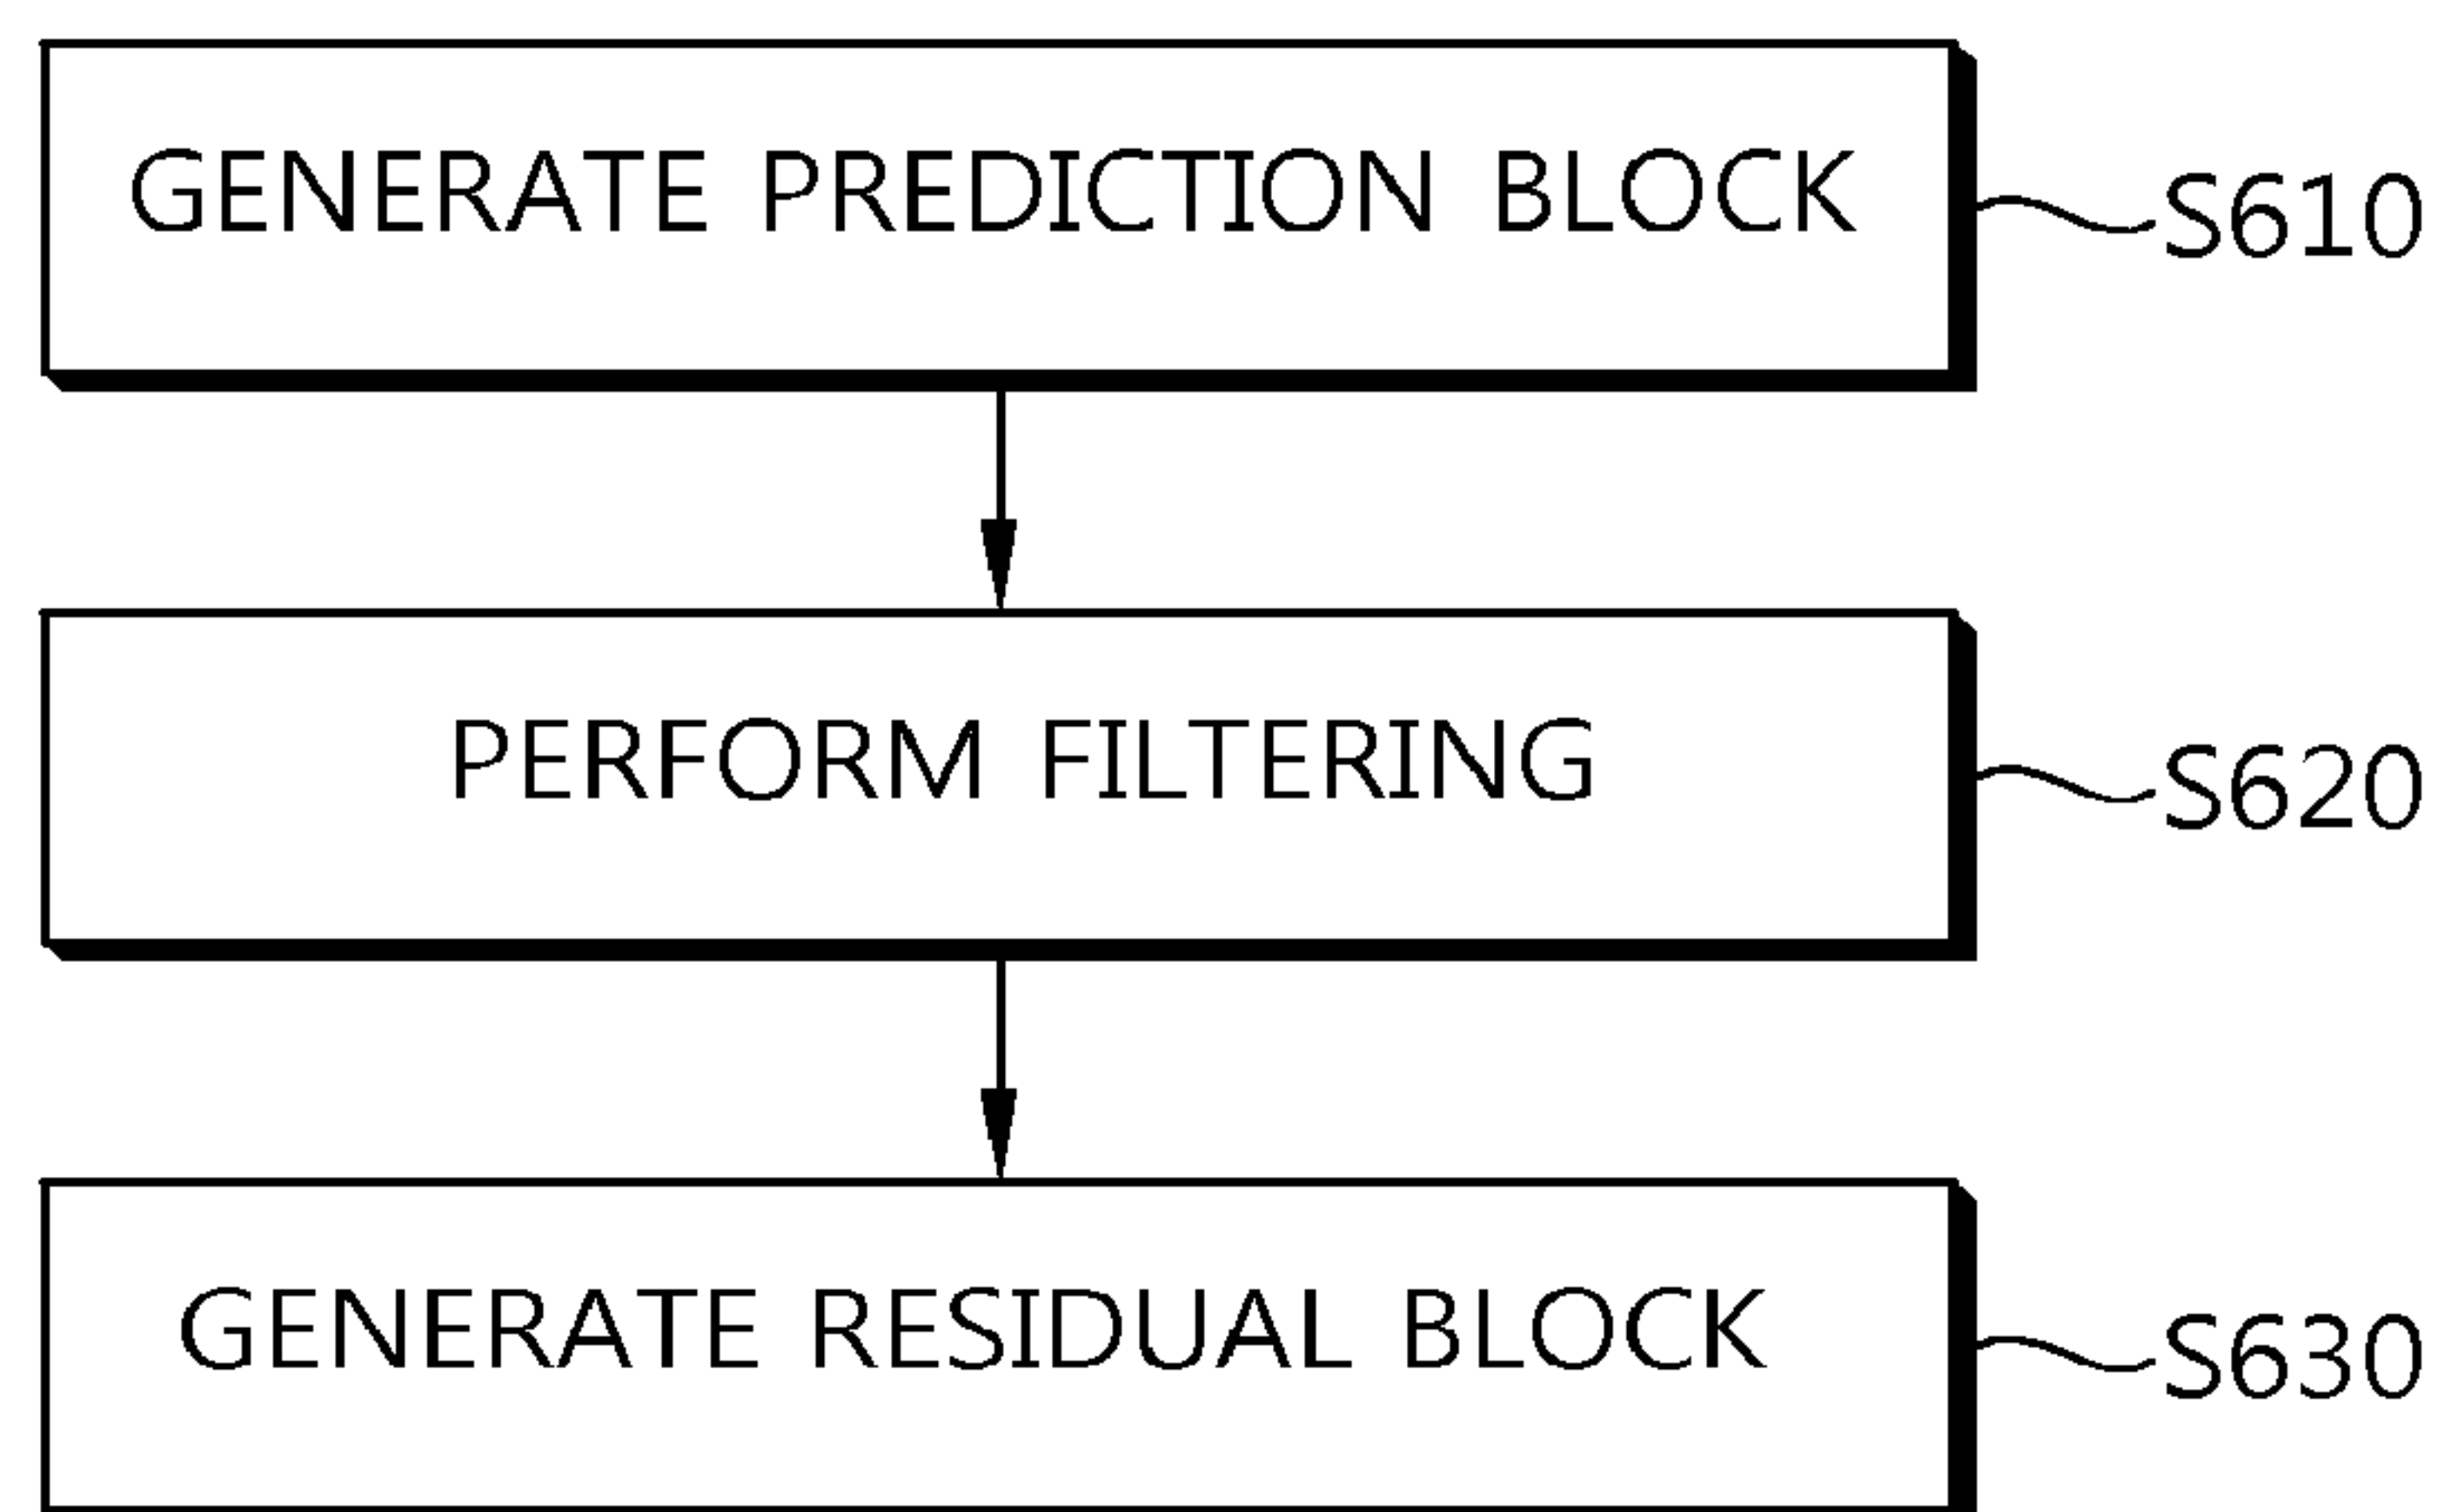 GENERATE PREDICTION BLOCK
S610
PERFORM FILTERING
S620
GENERATE RESIDUAL BLOCK
S630